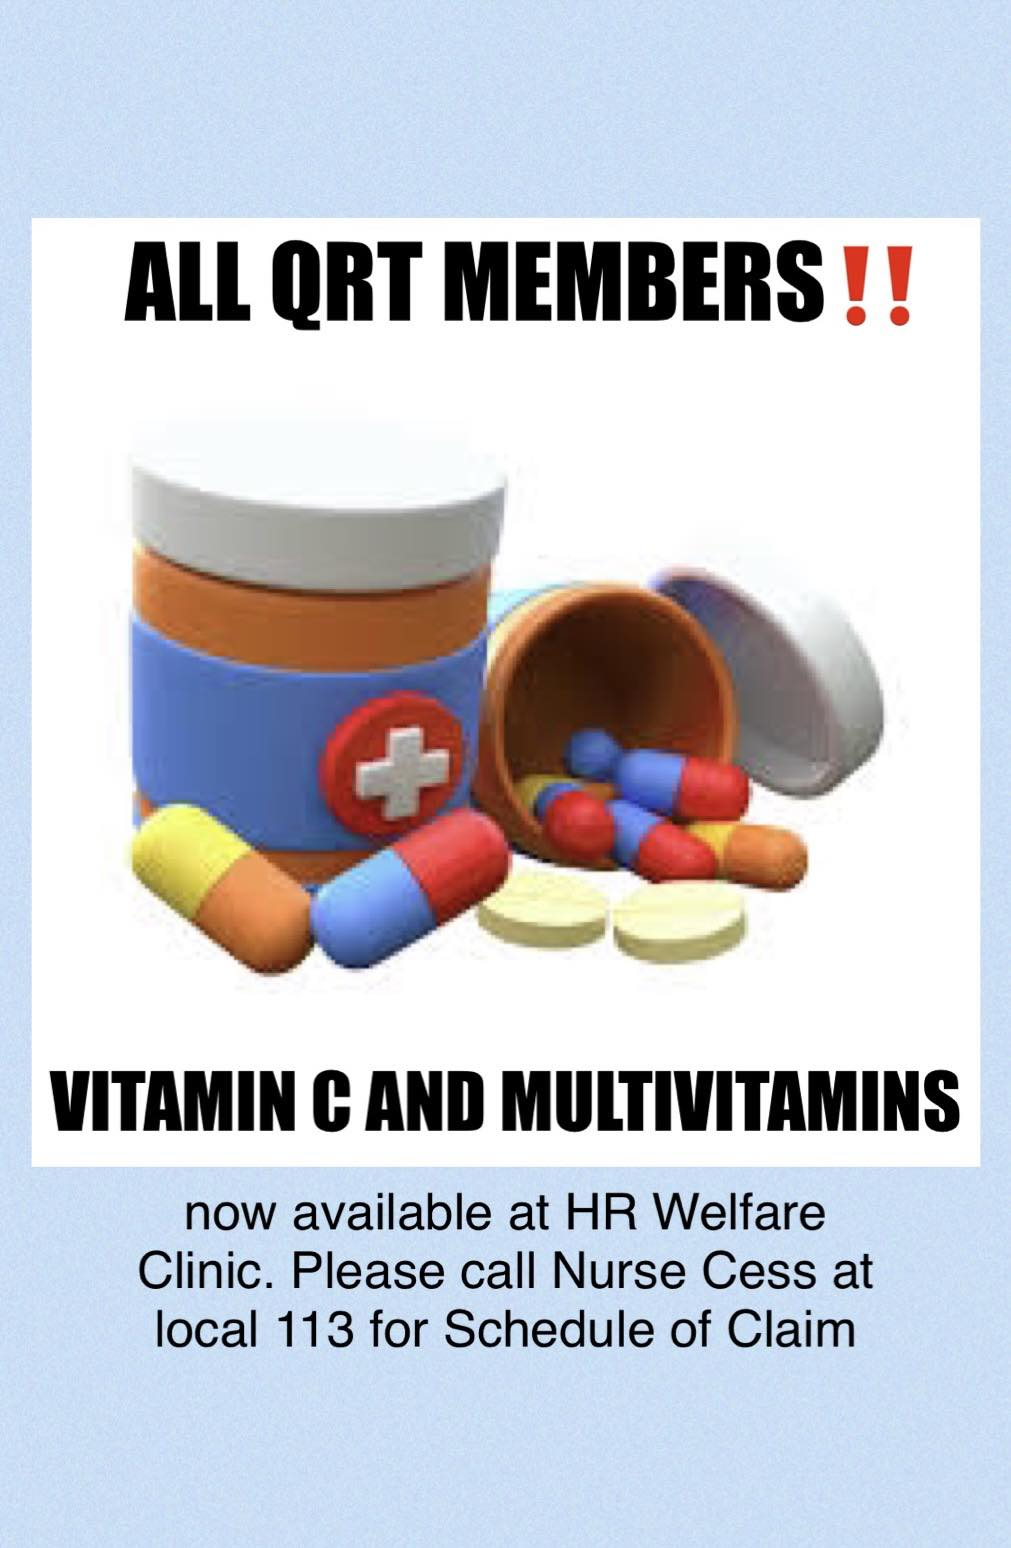 ALL QRT MEMBERS‼️
VITAMIN C AND MULTIVITAMINS
now available at HR Welfare
Clinic. Please call Nurse Cess at
local 113 for Schedule of Claim